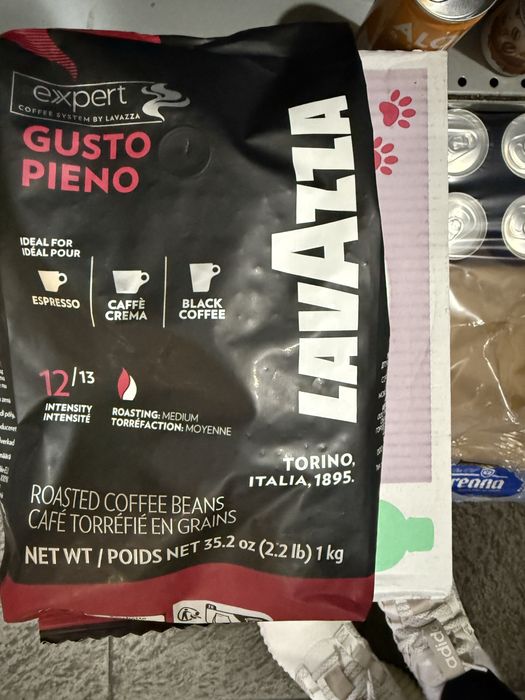 expert
COFFEE SYSTEM BY LAVAZZA
GUSTO
PIENO
IDEAL FOR
IDÉAL POUR
ESPRESSO
CAFFÈ
CREMA
BLACK
COFFEE
12/13
INTENSITY
INTENSITÉ
ROASTING: MEDIUM
TORRÉFACTION: MOYENNE
LAVAZZA
TORINO,
ITALIA, 1895.
ROASTED COFFEE BEANS
CAFÉ TORRÉFIÉ EN GRAINS
NET WT / POIDS NET 35.2 oz (2.2 lb) 1 kg